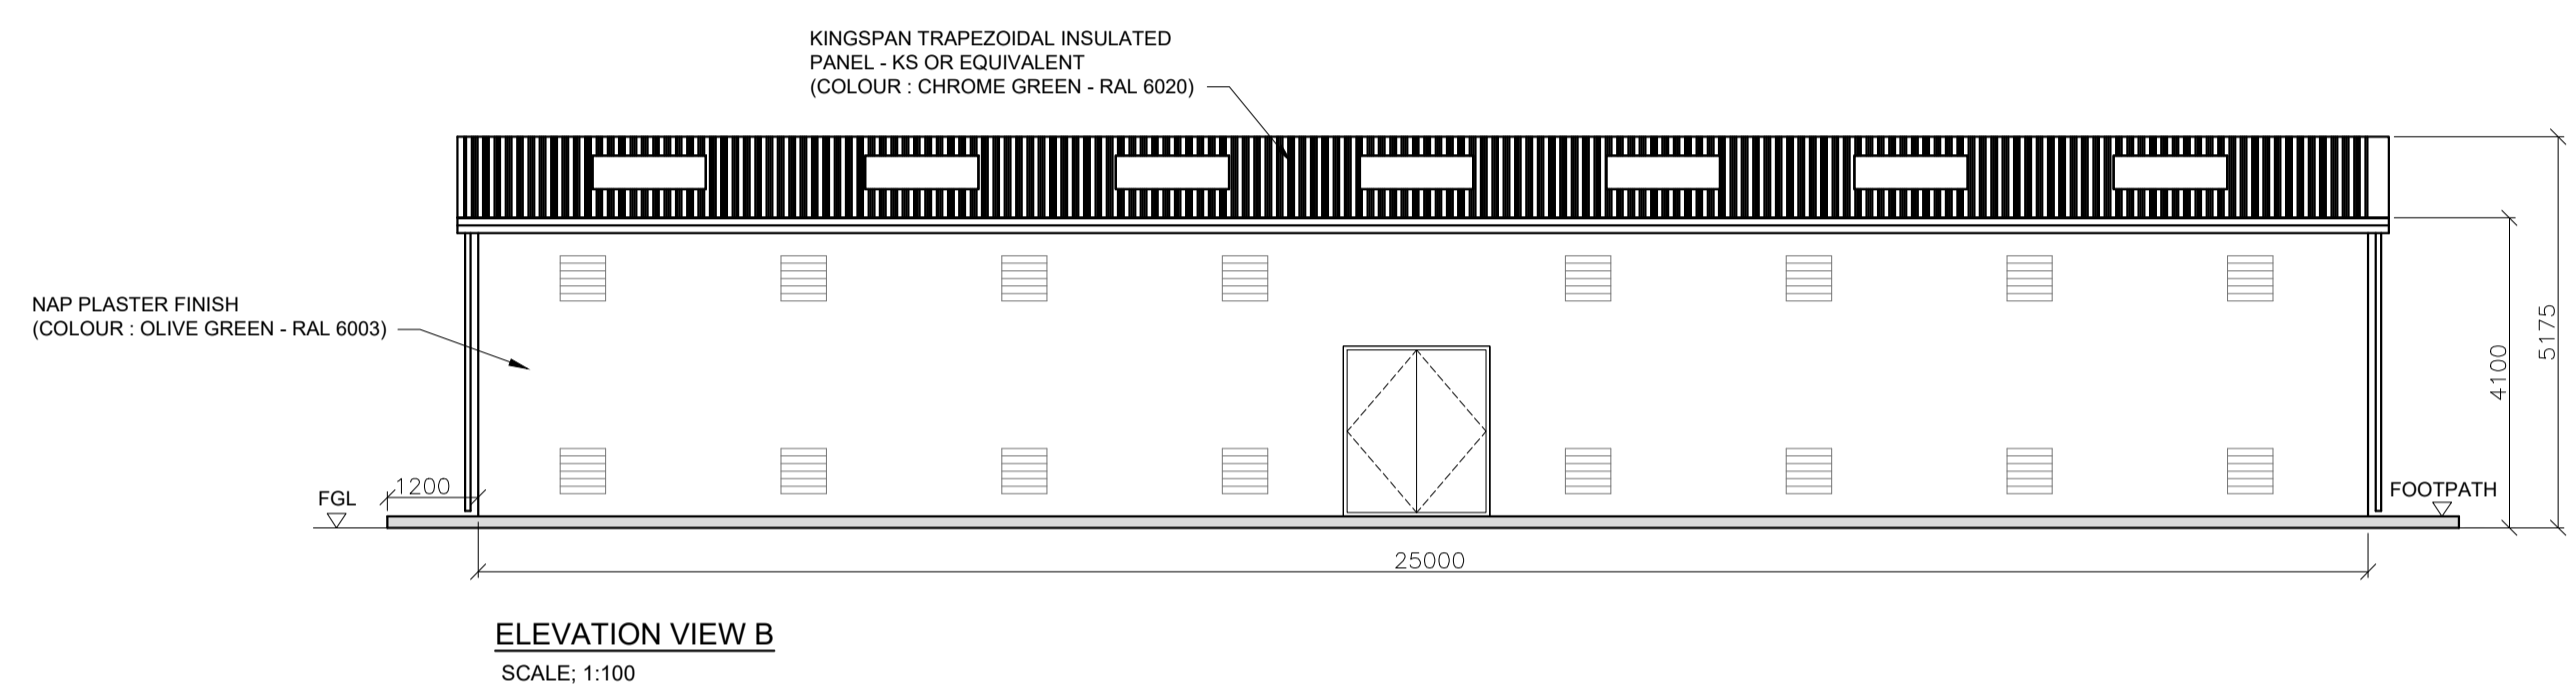 KINGSPAN TRAPEZOIDAL INSULATED
PANEL - KS OR EQUIVALENT
(COLOUR : CHROME GREEN - RAL 6020)
NAP PLASTER FINISH
(COLOUR : OLIVE GREEN - RAL 6003)
5175
4100
1200
FGL
FOOTPATH
25000
ELEVATION VIEW B
SCALE; 1:100